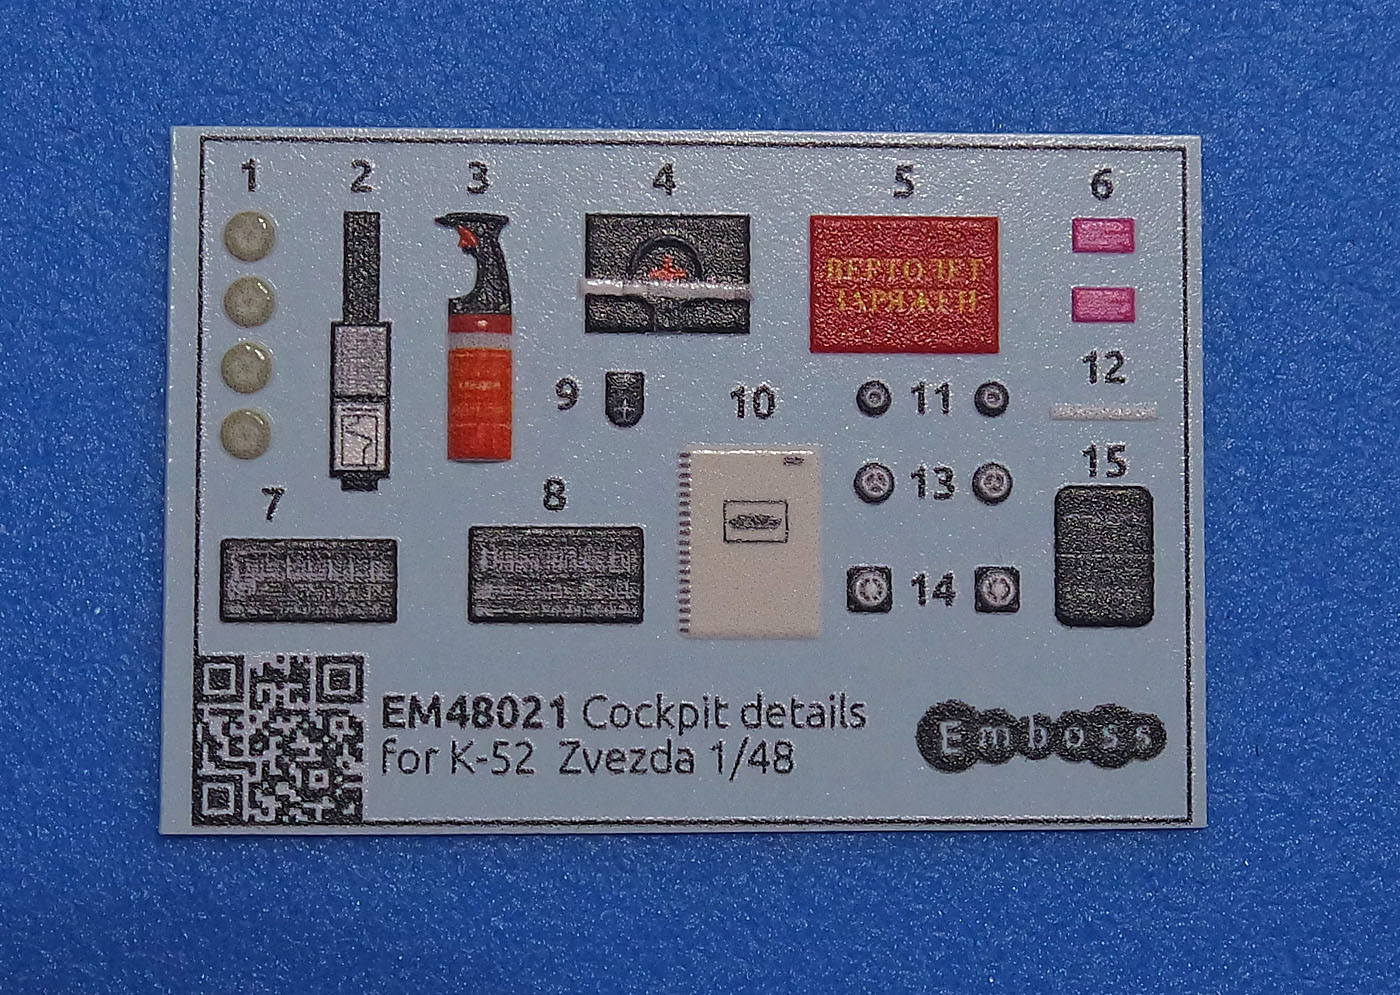 1 2 3 4 5 6
ВЕРТОЛЕТ
ЗАРЯЖЕН
12
9 10 11
13 15
7 8
14
EM48021 Cockpit details
for K-52 Zvezda 1/48
Emboss